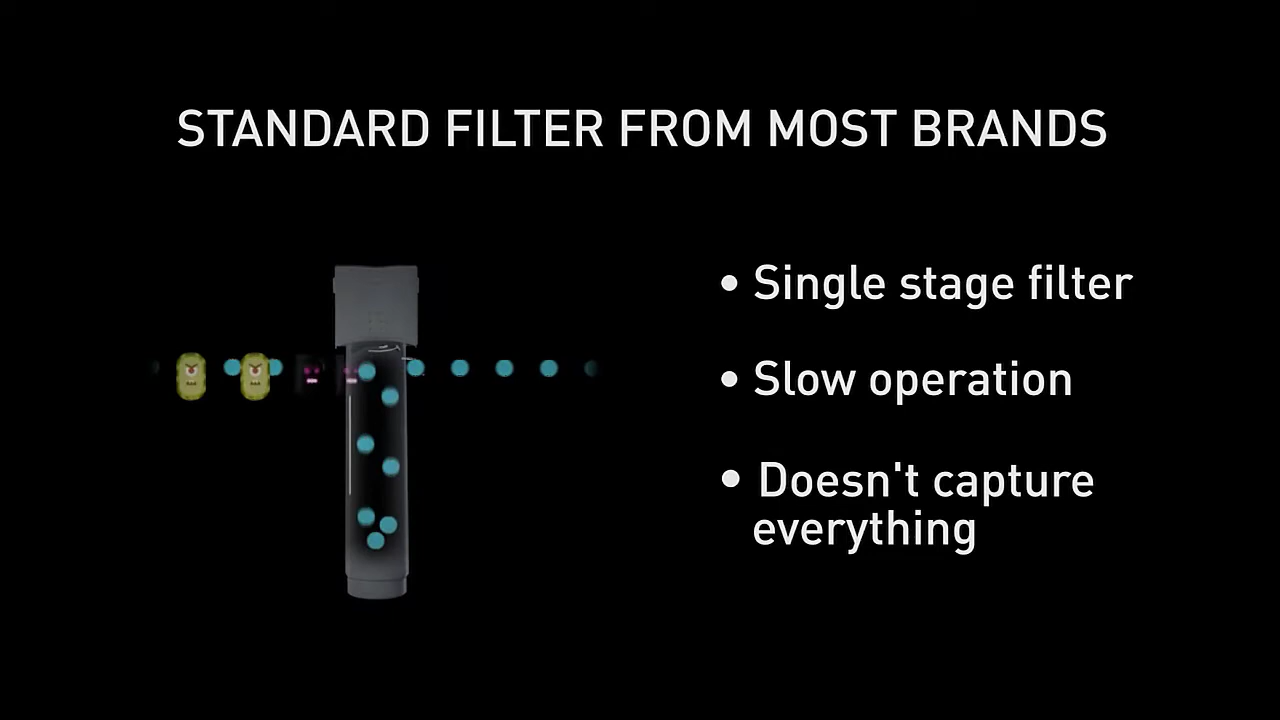 STANDARD FILTER FROM MOST BRANDS
• Single stage filter
• Slow operation
• Doesn't capture
everything